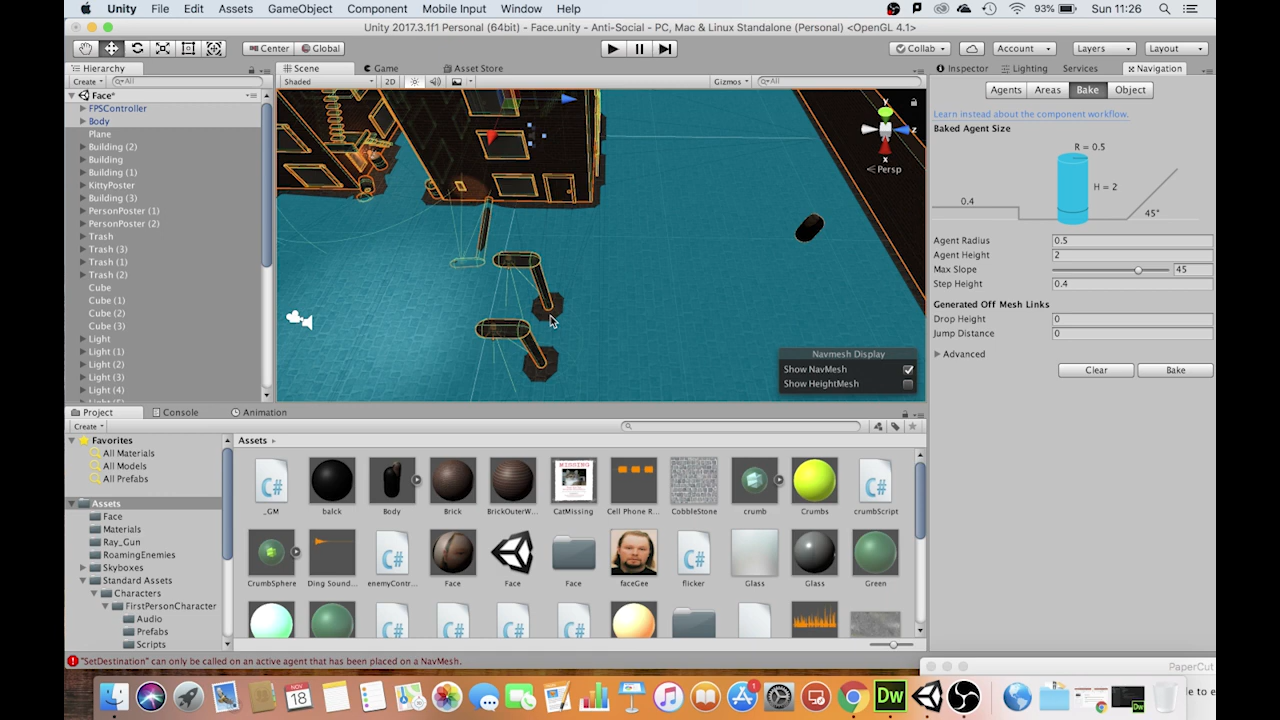 Unity File Edit Assets GameObject Component Mobile Input Window Help 93% Sun 11:26
Unity 2017.3.1f1 Personal (64bit) - Face.unity - Anti-Social - PC, Mac & Linux Standalone (Personal) <OpenGL 4.1>
Center Global Collab Account Layers Layout
Hierarchy Scene Game Asset Store Inspector Lighting Services Navigation
Create All Shaded 2D Gizmos All
Face*
FPSController
Body
Plane
Building (2)
Building
Building (1)
KittyPoster
Building (3)
PersonPoster (1)
PersonPoster (2)
Trash
Trash (3)
Trash (1)
Trash (2)
Cube
Cube (1)
Cube (2)
Cube (3)
Light
Light (1)
Light (2)
Light (3)
Light (4)
y
z
x
Persp
Navmesh Display
Show NavMesh
Show HeightMesh
Agents Areas Bake Object
Learn instead about the component workflow.
Baked Agent Size
R = 0.5
H = 2
0.4
45°
Agent Radius 0.5
Agent Height 2
Max Slope 45
Step Height 0.4
Generated Off Mesh Links
Drop Height 0
Jump Distance 0
Advanced
Clear Bake
Project Console Animation
Create
Favorites
All Materials
All Models
All Prefabs
Assets
Face
Materials
Ray_Gun
RoamingEnemies
Skyboxes
Standard Assets
Characters
FirstPersonCharacter
Audio
Prefabs
Scripts
Assets
C# MISSING C#
_GM balck Body Brick BrickOuterW... CatMissing Cell Phone R... CobbleStone crumb Crumbs crumbScript
C# C#
CrumbSphere Ding Sound... enemyContr... Face Face Face faceGee flicker Glass Glass Green
C# C# C# C#
"SetDestination" can only be called on an active agent that has been placed on a NavMesh.
PaperCut
NOV
18
Dw
le to e